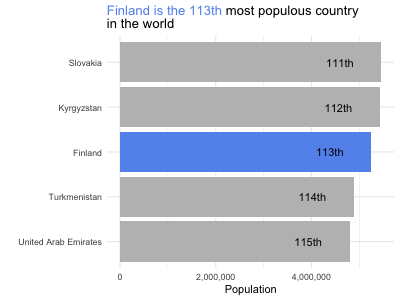 Finland is the 113th most populous country
in the world
Slovakia
111th
Kyrgyzstan
112th
Finland
113th
Turkmenistan
114th
United Arab Emirates
115th
0
2,000,000
4,000,000
Population